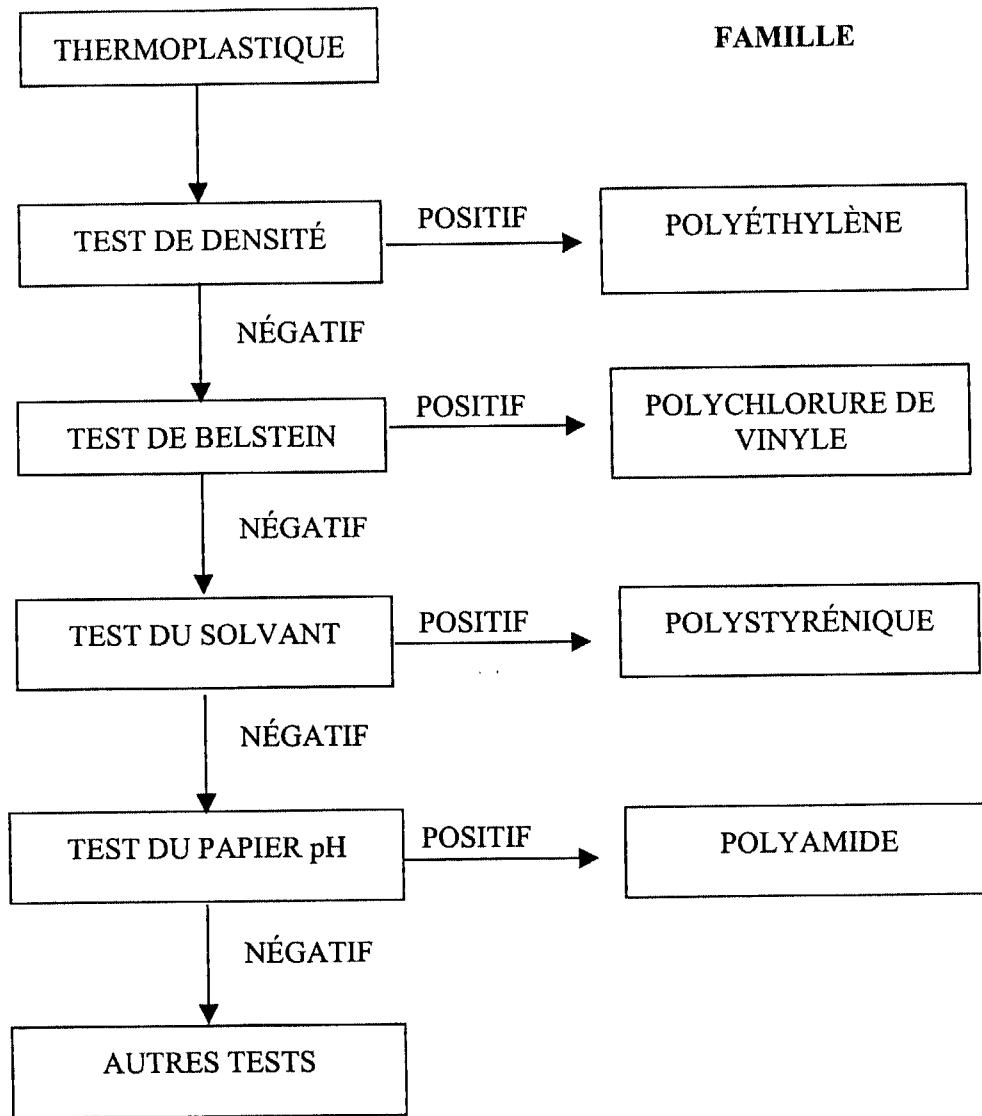 THERMOPLASTIQUE
FAMILLE
TEST DE DENSITÉ
POSITIF
POLYÉTHYLÈNE
NÉGATIF
TEST DE BELSTEIN
POSITIF
POLYCHLORURE DE
VINYLE
NÉGATIF
TEST DU SOLVANT
POSITIF
POLYSTYRÉNIQUE
NÉGATIF
TEST DU PAPIER pH
POSITIF
POLYAMIDE
NÉGATIF
AUTRES TESTS